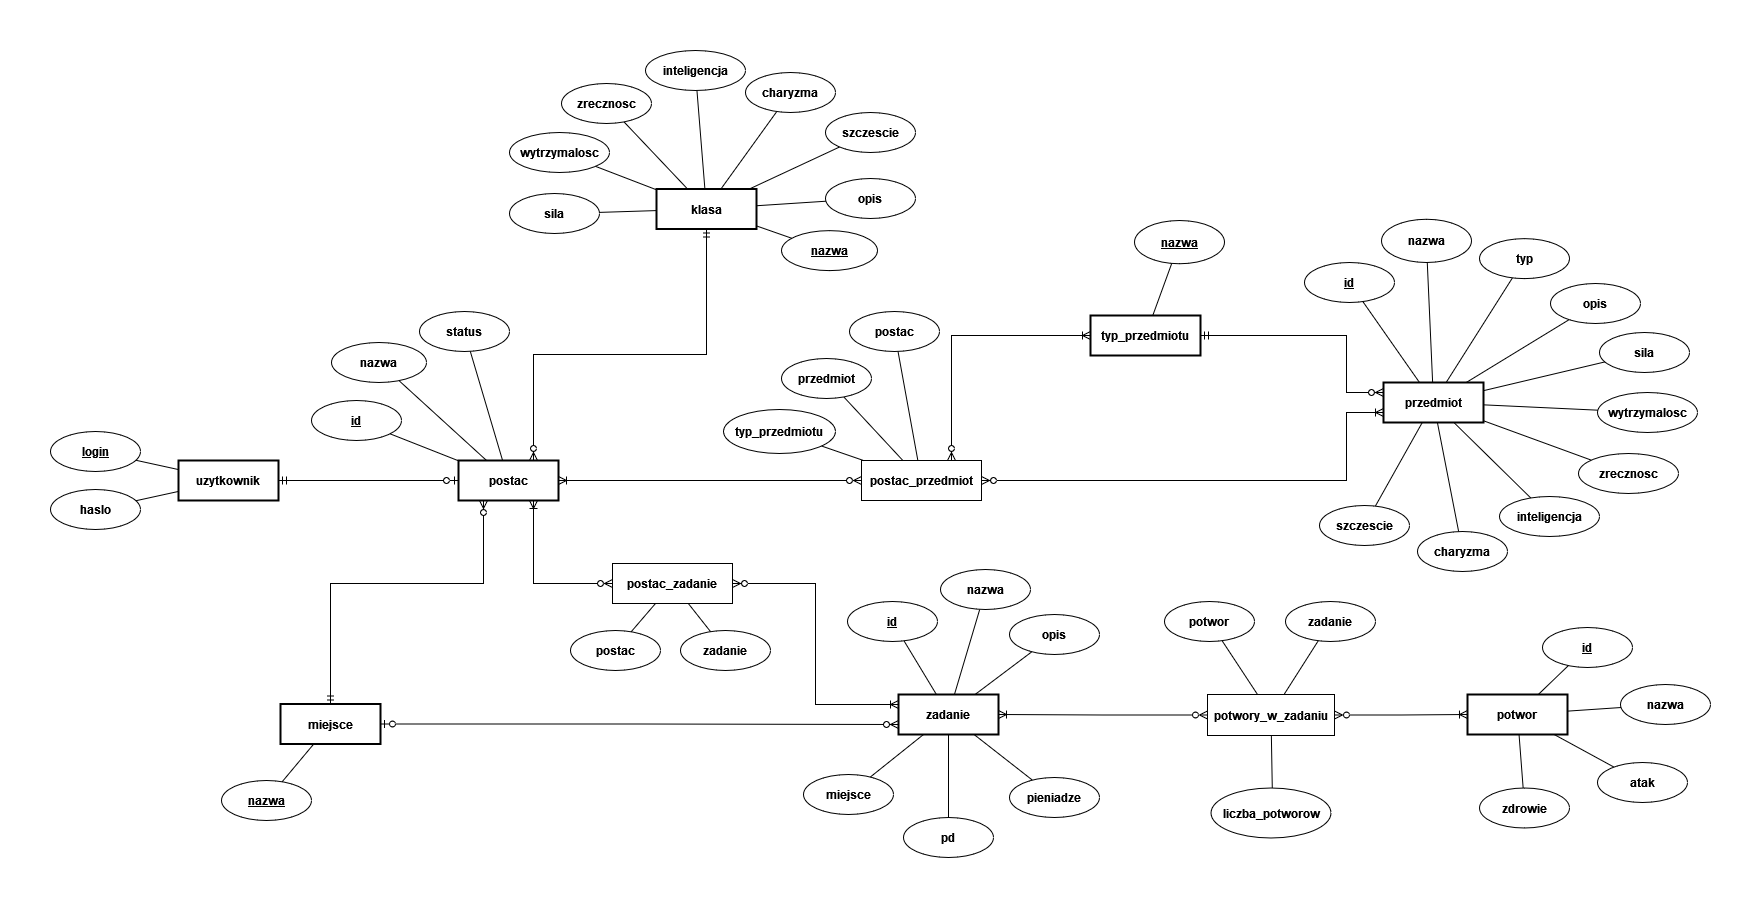 inteligencja
charyzma
zrecznosc
szczescie
wytrzymalosc
opis
sila
klasa
nazwa
nazwa
nazwa
typ
id
opis
status
postac
typ_przedmiotu
sila
nazwa
przedmiot
przedmiot
wytrzymalosc
id
typ_przedmiotu
login
zrecznosc
uzytkownik
postac
postac_przedmiot
haslo
inteligencja
szczescie
charyzma
postac_zadanie
nazwa
id
potwor
zadanie
opis
id
postac
zadanie
nazwa
miejsce
zadanie
potwory_w_zadaniu
potwor
atak
miejsce
pieniadze
nazwa
zdrowie
liczba_potworow
pd